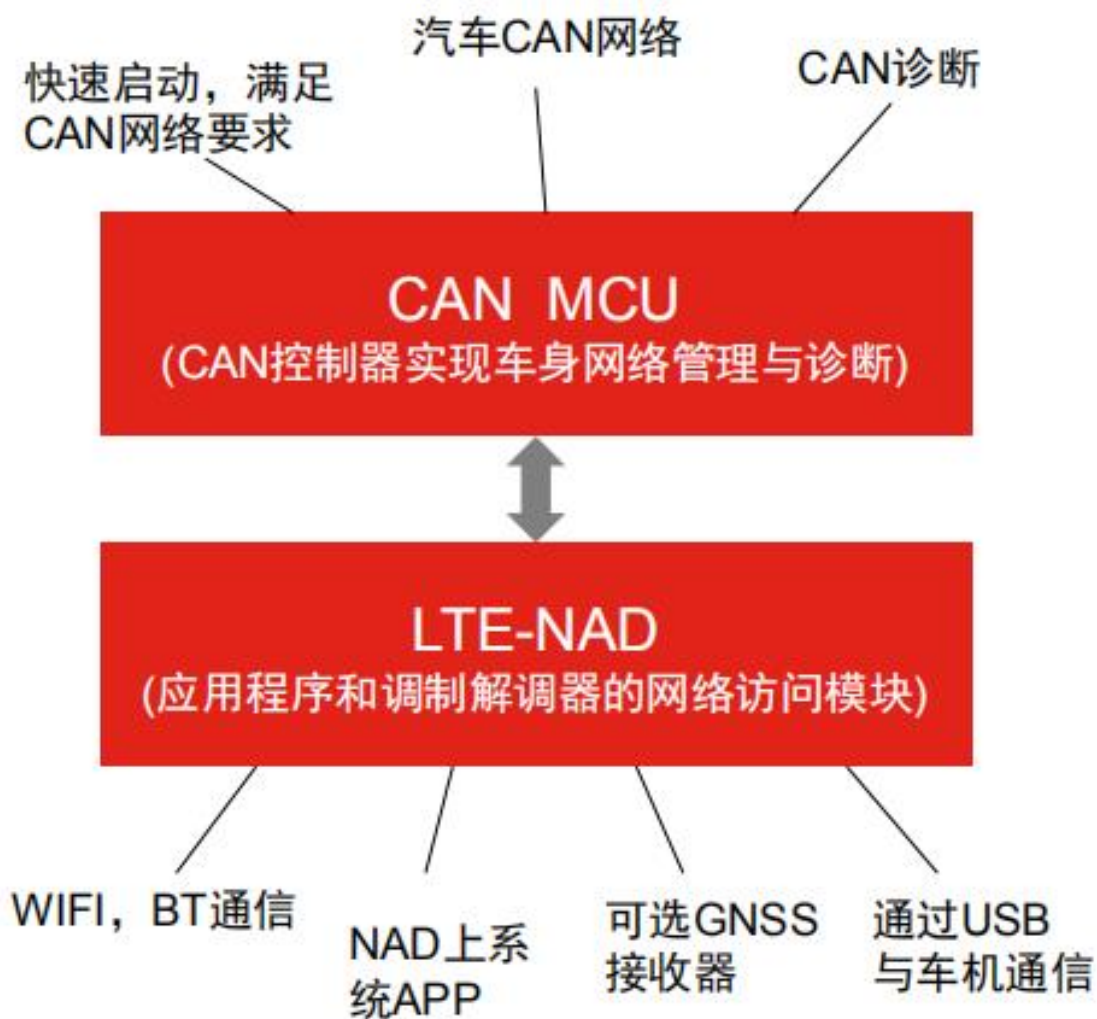 汽车CAN网络
快速启动，满足
CAN网络要求
CAN诊断
CAN MCU
(CAN控制器实现车身网络管理与诊断)
LTE-NAD
(应用程序和调制解调器的网络访问模块)
WIFI，BT通信
NAD上系
统APP
可选GNSS
接收器
通过USB
与车机通信